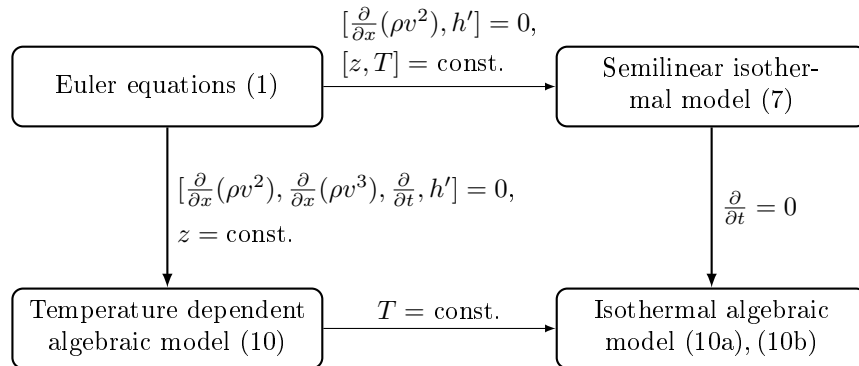 [∂/∂x(ρv²), h′] = 0,
[z, T] = const.
Euler equations (1)
Semilinear isother-
mal model (7)
[∂/∂x(ρv²), ∂/∂x(ρv³), ∂/∂t, h′] = 0,
z = const.
∂/∂t = 0
Temperature dependent
algebraic model (10)
T = const.
Isothermal algebraic
model (10a), (10b)